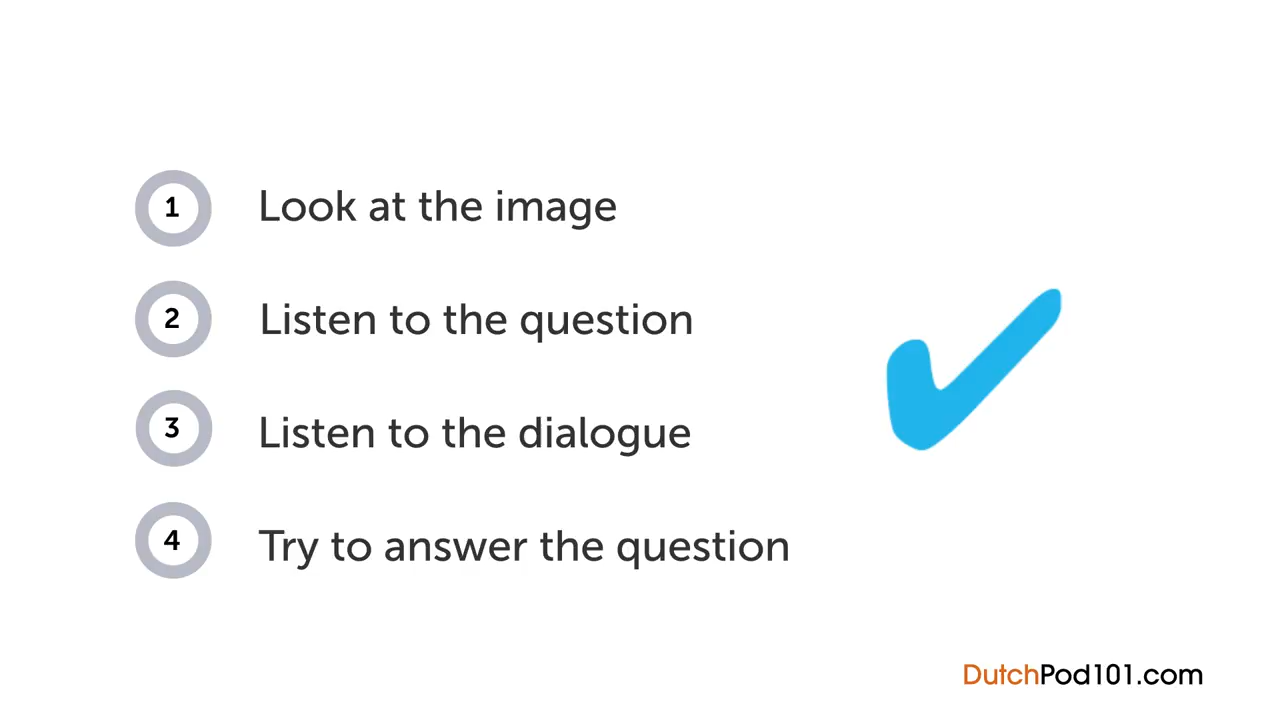 1 Look at the image
2 Listen to the question
3 Listen to the dialogue
4 Try to answer the question
DutchPod101.com